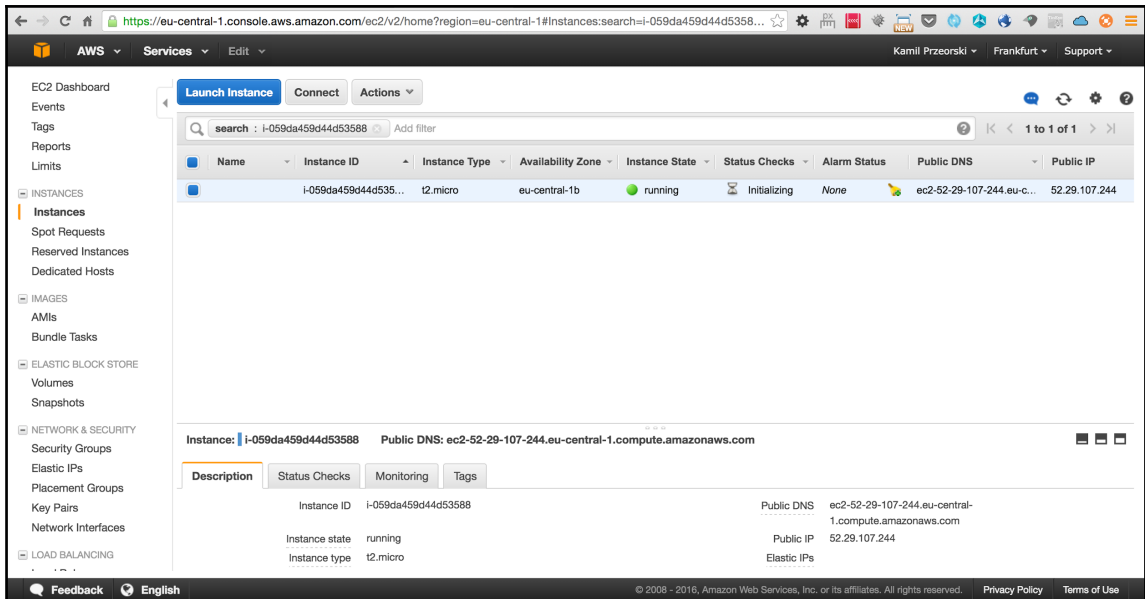 https://eu-central-1.console.aws.amazon.com/ec2/v2/home?region=eu-central-1#Instances:search=i-059da459d44d5358...
NEW
AWS Services Edit Kamil Przeorski Frankfurt Support
EC2 Dashboard
Events
Tags
Reports
Limits
INSTANCES
Instances
Spot Requests
Reserved Instances
Dedicated Hosts
IMAGES
AMIs
Bundle Tasks
ELASTIC BLOCK STORE
Volumes
Snapshots
NETWORK & SECURITY
Security Groups
Elastic IPs
Placement Groups
Key Pairs
Network Interfaces
LOAD BALANCING
Launch Instance Connect Actions
search : i-059da459d44d53588 Add filter 1 to 1 of 1
Name Instance ID Instance Type Availability Zone Instance State Status Checks Alarm Status Public DNS Public IP
i-059da459d44d535... t2.micro eu-central-1b running Initializing None ec2-52-29-107-244.eu-c... 52.29.107.244
Instance: i-059da459d44d53588 Public DNS: ec2-52-29-107-244.eu-central-1.compute.amazonaws.com
Description Status Checks Monitoring Tags
Instance ID i-059da459d44d53588 Public DNS ec2-52-29-107-244.eu-central-
1.compute.amazonaws.com
Instance state running Public IP 52.29.107.244
Instance type t2.micro Elastic IPs
Feedback English © 2008 - 2016, Amazon Web Services, Inc. or its affiliates. All rights reserved. Privacy Policy Terms of Use